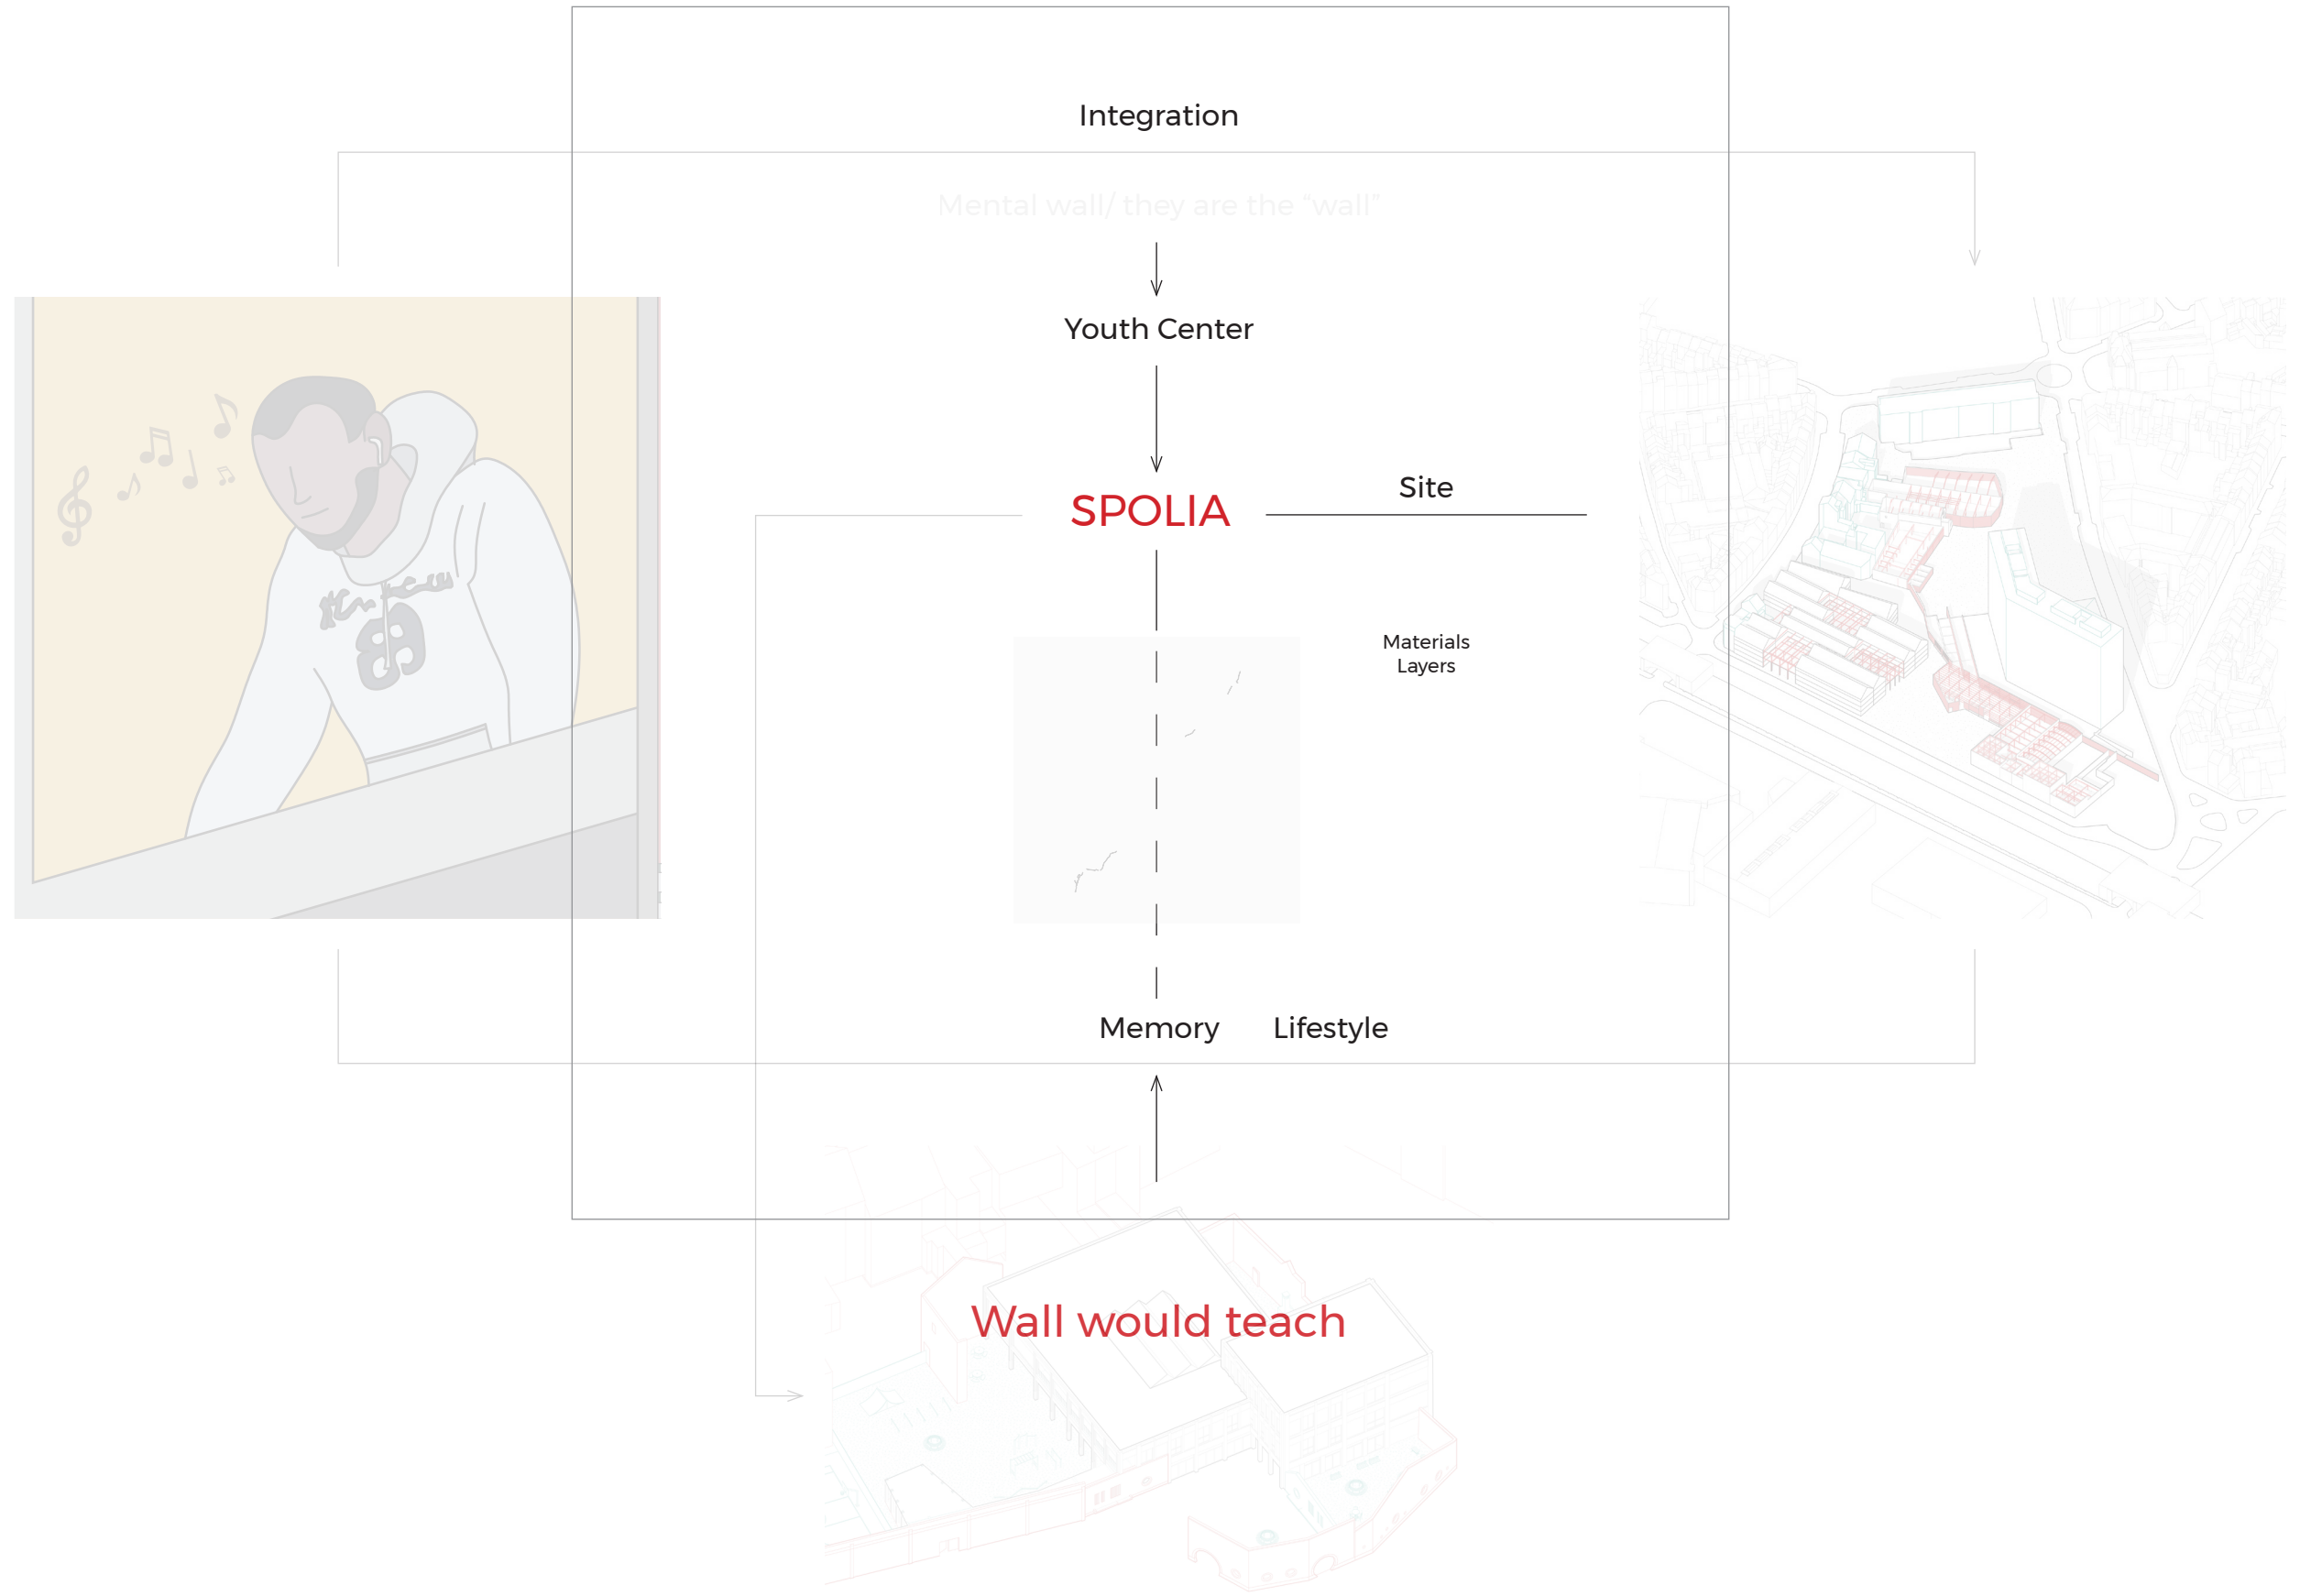 Integration
Mental wall/ they are the “wall”
Youth Center
SPOLIA
Site
Materials
Layers
Memory
Lifestyle
Wall would teach